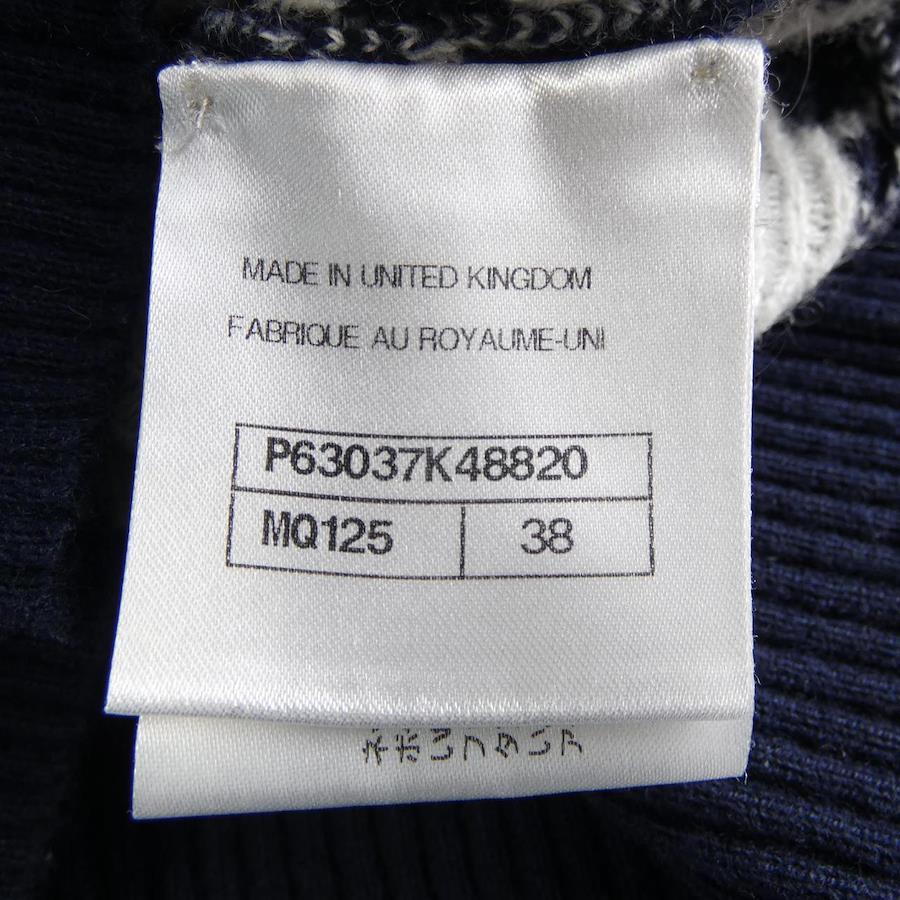 MADE IN UNITED KINGDOM
FABRIQUE AU ROYAUME-UNI
P63037K48820
MQ125 38